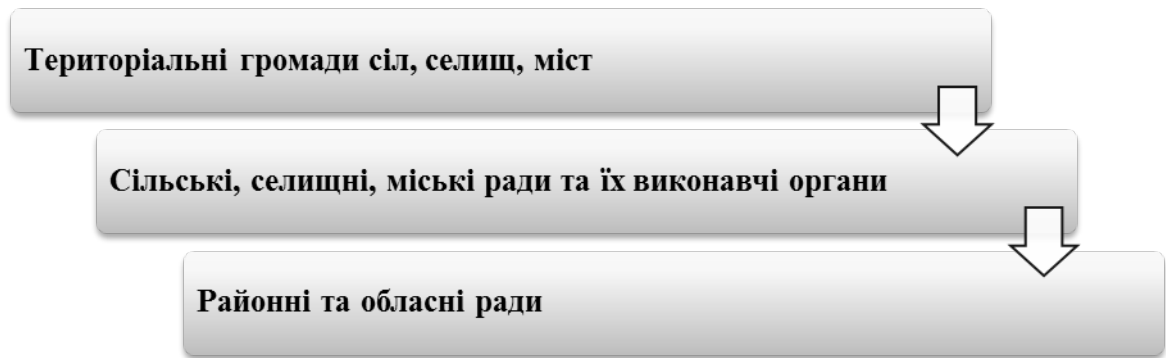 Територіальні громади сіл, селищ, міст
Сільські, селищні, міські ради та їх виконавчі органи
Районні та обласні ради